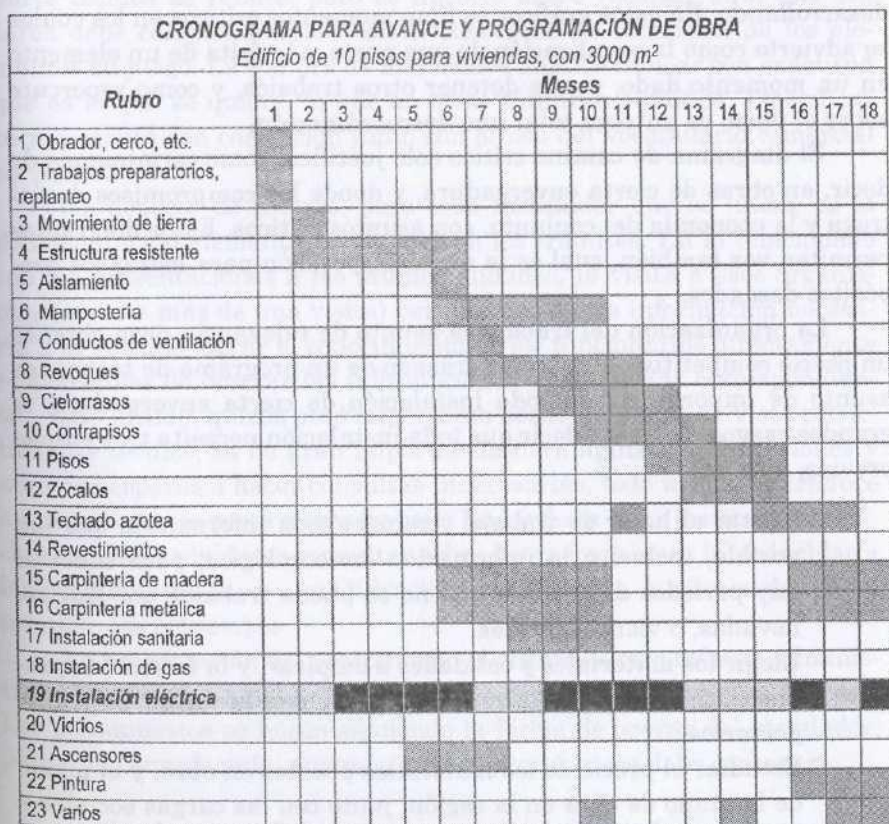 CRONOGRAMA PARA AVANCE Y PROGRAMACIÓN DE OBRA
Edificio de 10 pisos para viviendas, con 3000 m²
Rubro
Meses
1 2 3 4 5 6 7 8 9 10 11 12 13 14 15 16 17 18
1 Obrador, cerco, etc.
2 Trabajos preparatorios,
replanteo
3 Movimiento de tierra
4 Estructura resistente
5 Aislamiento
6 Mampostería
7 Conductos de ventilación
8 Revoques
9 Cielorrasos
10 Contrapisos
11 Pisos
12 Zócalos
13 Techado azotea
14 Revestimientos
15 Carpintería de madera
16 Carpintería metálica
17 Instalación sanitaria
18 Instalación de gas
19 Instalación eléctrica
20 Vidrios
21 Ascensores
22 Pintura
23 Varios